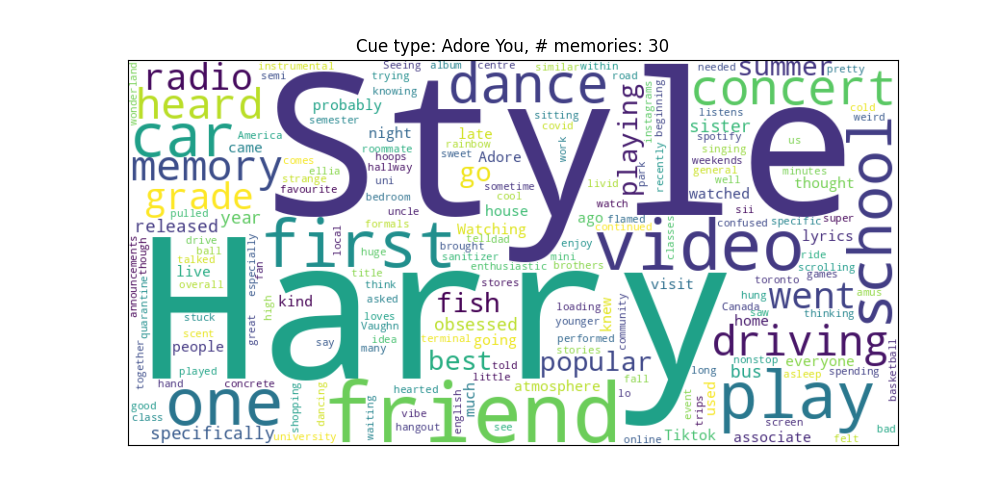 Cue type: Adore You, # memories: 30
wonderland
radio
instrumental
semi
Seeing
album
centre
similar
within
needed
pretty
summer
trying
knowing
dance
road
concert
heard
probably
Style
playing
instagrams
beginning
recently
listens
spotify
cold
weird
sister
singing
us
school
car
America
came
semester
night
roommate
late
rainbow
sitting
covid
work
park
weekends
general
well
minutes
thought
memory
comes
strange
ellia
hoops
hallway
uni
sweet
Adore
go
sometime
cool
livid
watch
watched
grade
favourite
bedroom
uncle
house
ago
flamed
continued
confused
sii
specific
super
lyrics
released
pulled
year
formals
Watching
telldad
classes
first
local
huge
brought
sanitizer
enthusiastic
mini
brothers
enjoy
video
ride
scrolling
games
toronto
announcements
though
quarantine
drive
ball
talked
live
overall
especially
fan
high
great
Harry
title
think
asked
loves
Vaughn
idea
many
say
kind
fish
stores
obsessed
terminal
going
loading
younger
stories
performed
knew
community
visit
Canada
saw
home
hung
thinking
amus
went
driving
stuck
scent
people
played
together
hand
concrete
best
told
little
popular
atmosphere
fall
lo
long
bus
nonstop
everyone
asleep
spending
basketball
good
class
one
specifically
university
shopping
dancing
friend
waiting
hearted
vibe
hangout
english
much
see
online
Tiktok
event
trips
used
play
screen
associate
felt
bad